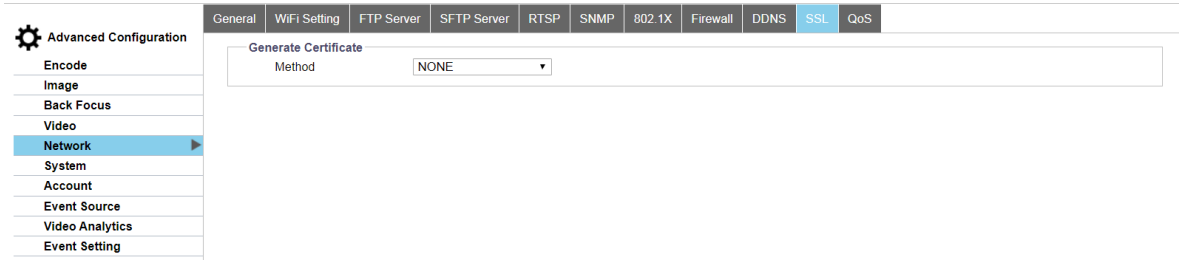 General WiFi Setting FTP Server SFTP Server RTSP SNMP 802.1X Firewall DDNS SSL QoS
Advanced Configuration
Generate Certificate
Encode
Method NONE
Image
Back Focus
Video
Network
System
Account
Event Source
Video Analytics
Event Setting